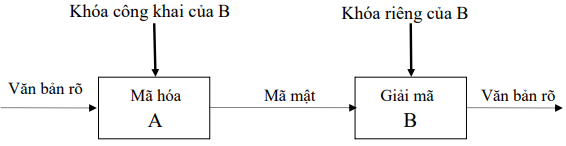 Khóa công khai của B
Khóa riêng của B
Văn bản rõ
Mã hóa
A
Mã mật
Giải mã
B
Văn bản rõ